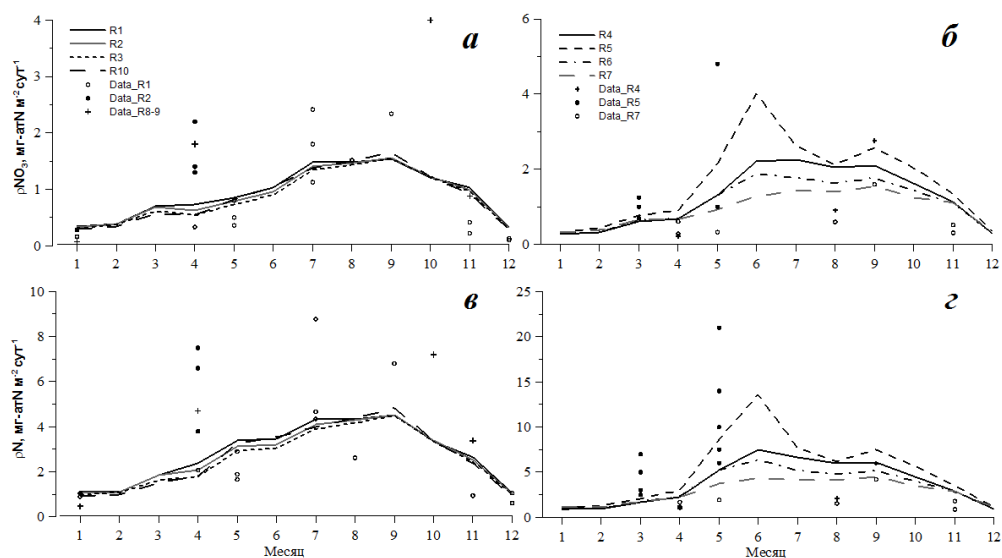 а
ρNO₃, мг-атN м⁻² сут⁻¹
4
3
2
1
0
R1
R2
R3
R10
Data_R1
Data_R2
Data_R8-9
1 2 3 4 5 6 7 8 9 10 11 12
б
6
4
2
0
R4
R5
R6
R7
Data_R4
Data_R5
Data_R7
1 2 3 4 5 6 7 8 9 10 11 12
в
ρN, мг-атN м⁻² сут⁻¹
10
8
6
4
2
0
1 2 3 4 5 6 7 8 9 10 11 12
Месяц
г
25
20
15
10
5
0
1 2 3 4 5 6 7 8 9 10 11 12
Месяц